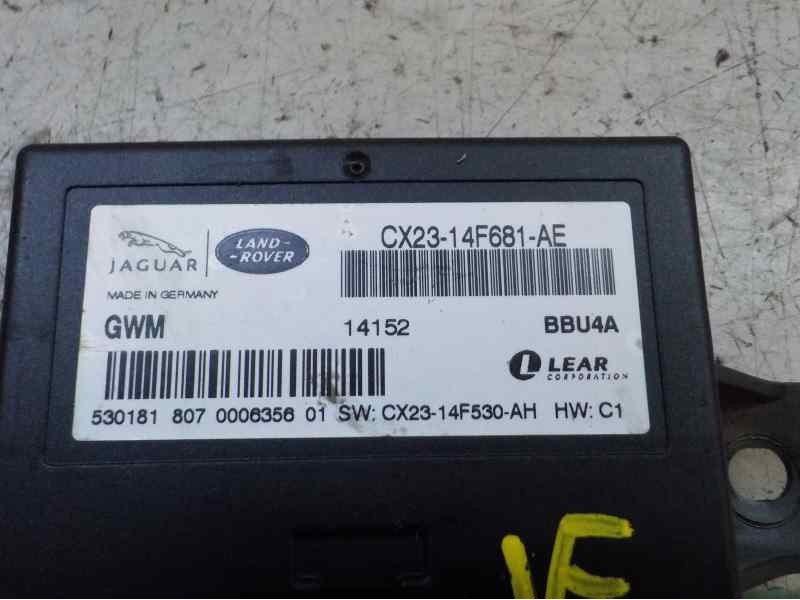 JAGUAR
LAND-
-ROVER
CX23-14F681-AE
MADE IN GERMANY
GWM 14152 BBU4A
LEAR
CORPORATION
530181 807 0006356 01 SW: CX23-14F530-AH HW: C1